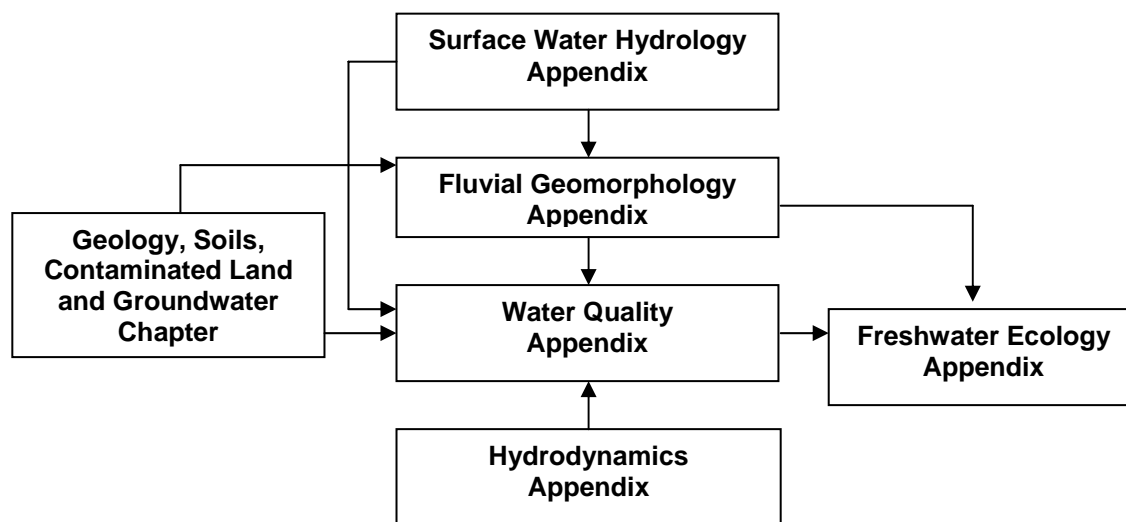 Surface Water Hydrology
Appendix
Fluvial Geomorphology
Appendix
Geology, Soils,
Contaminated Land
and Groundwater
Chapter
Water Quality
Appendix
Freshwater Ecology
Appendix
Hydrodynamics
Appendix